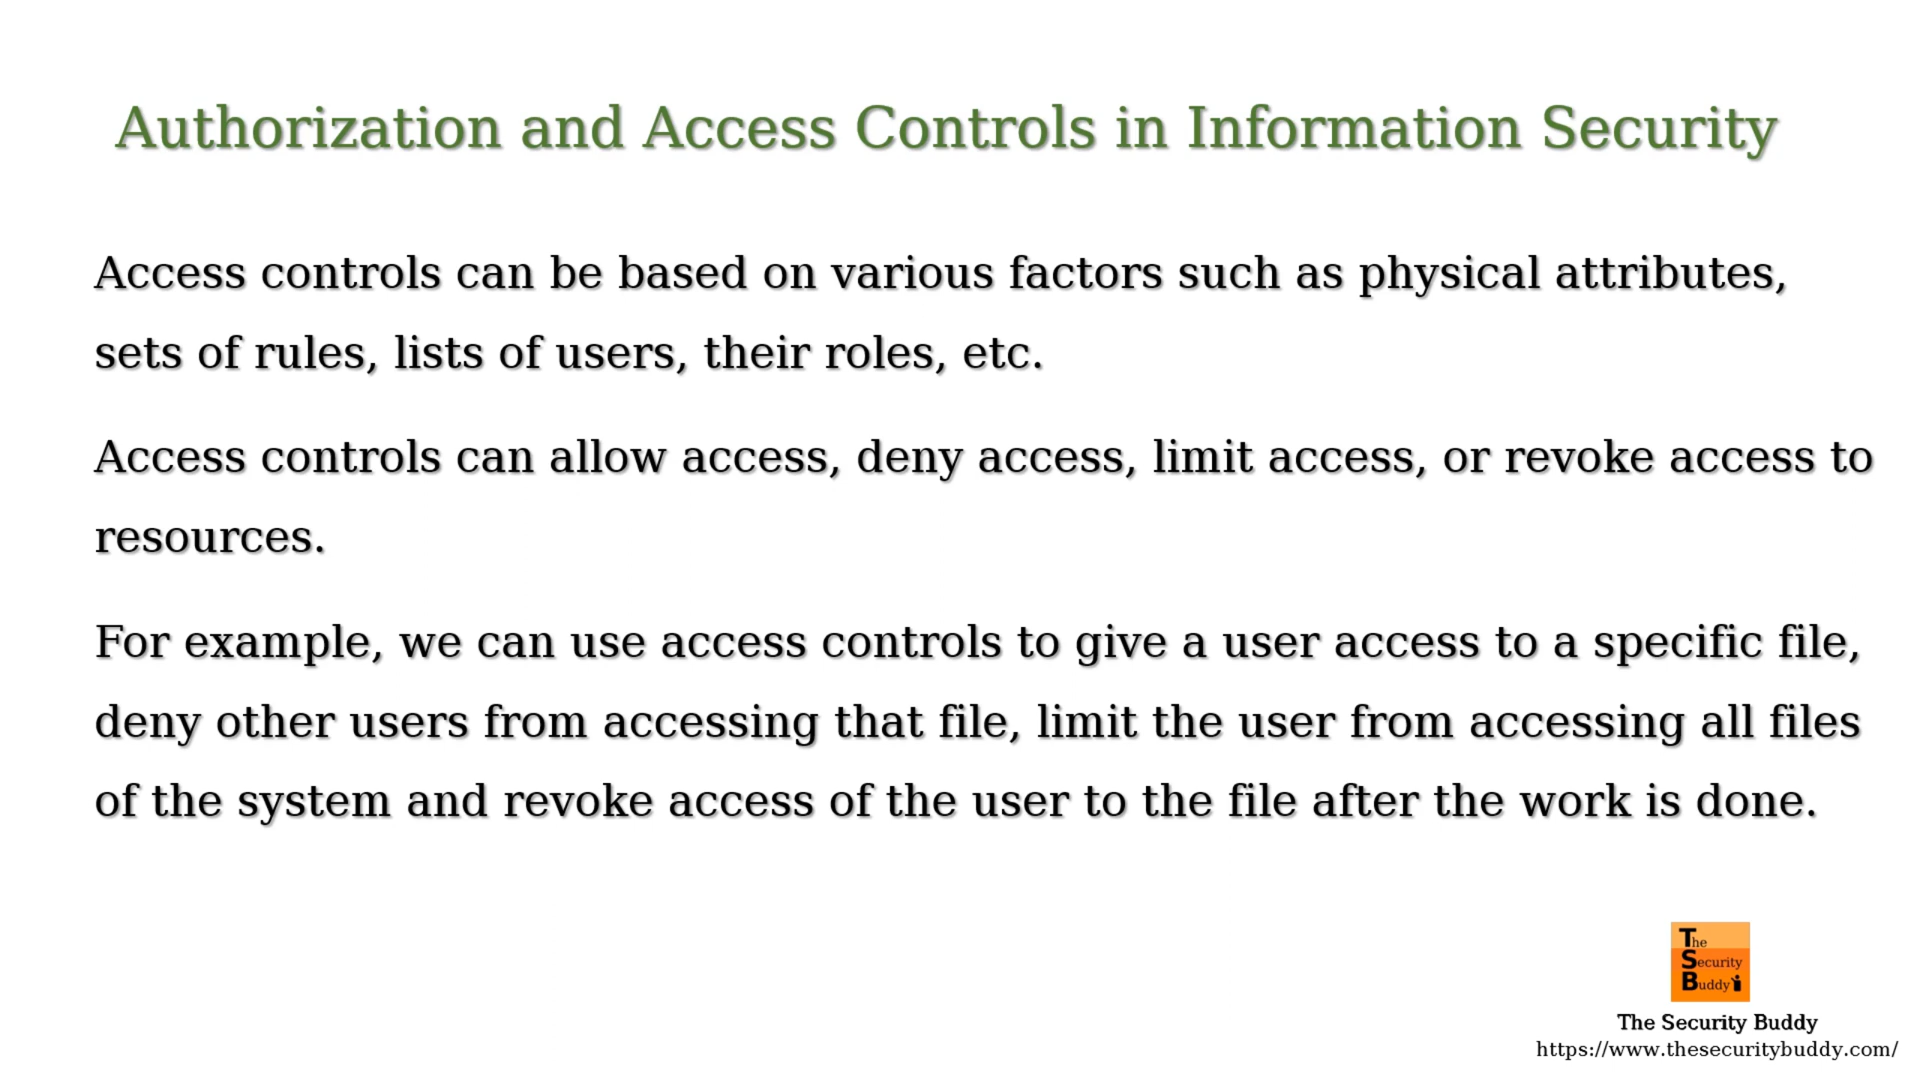 Authorization and Access Controls in Information Security
Access controls can be based on various factors such as physical attributes,
sets of rules, lists of users, their roles, etc.
Access controls can allow access, deny access, limit access, or revoke access to
resources.
For example, we can use access controls to give a user access to a specific file,
deny other users from accessing that file, limit the user from accessing all files
of the system and revoke access of the user to the file after the work is done.
The
Security
Buddy
The Security Buddy
https://www.thesecuritybuddy.com/